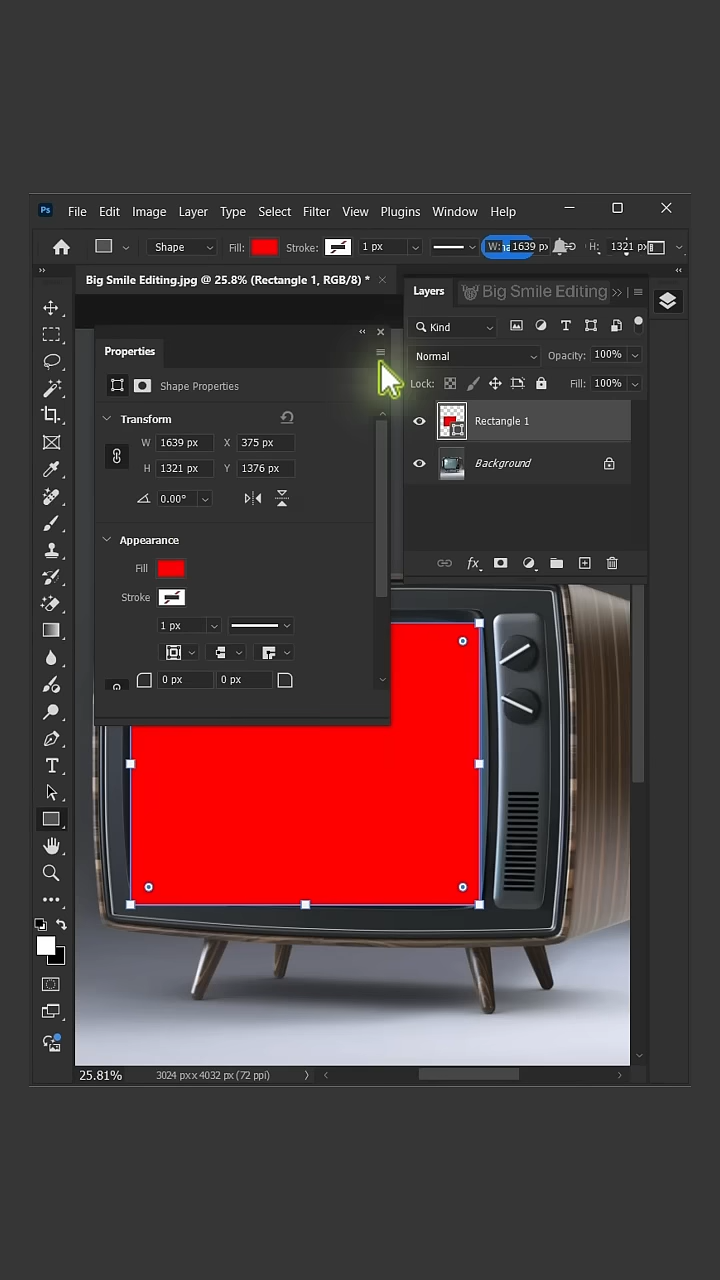 Ps File Edit Image Layer Type Select Filter View Plugins Window Help
Shape Fill: Stroke: 1 px W: 1639 px H: 1321 px
Big Smile Editing.jpg @ 25.8% (Rectangle 1, RGB/8) *
Layers Big Smile Editing
Kind
Normal Opacity: 100%
Lock: Fill: 100%
Rectangle 1
Background
fx
Properties
Shape Properties
Transform
W 1639 px X 375 px
H 1321 px Y 1376 px
0.00°
Appearance
Fill
Stroke
1 px
0 px 0 px
25.81% 3024 px x 4032 px (72 ppi)